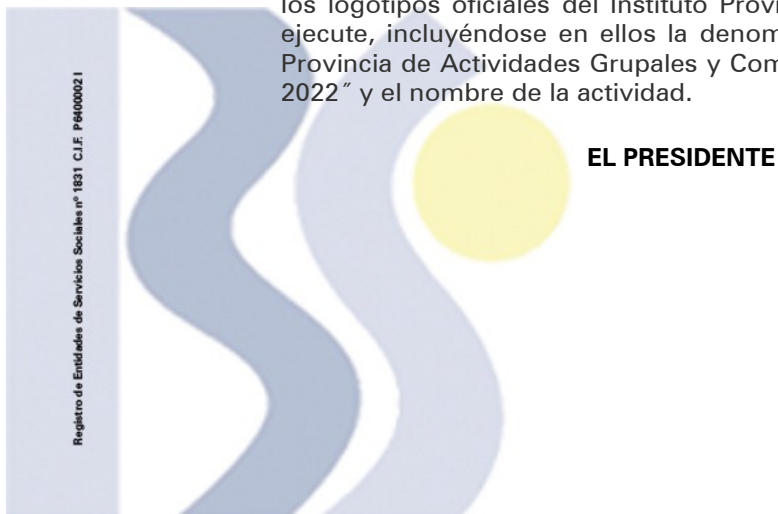 los logotipos oficiales del Instituto Provi
ejecute, incluyéndose en ellos la denom
Provincia de Actividades Grupales y Com
2022˝ y el nombre de la actividad.
EL PRESIDENTE
Registro de Entidades de Servicios Sociales nº 1831 C.I.F. P6400002 I